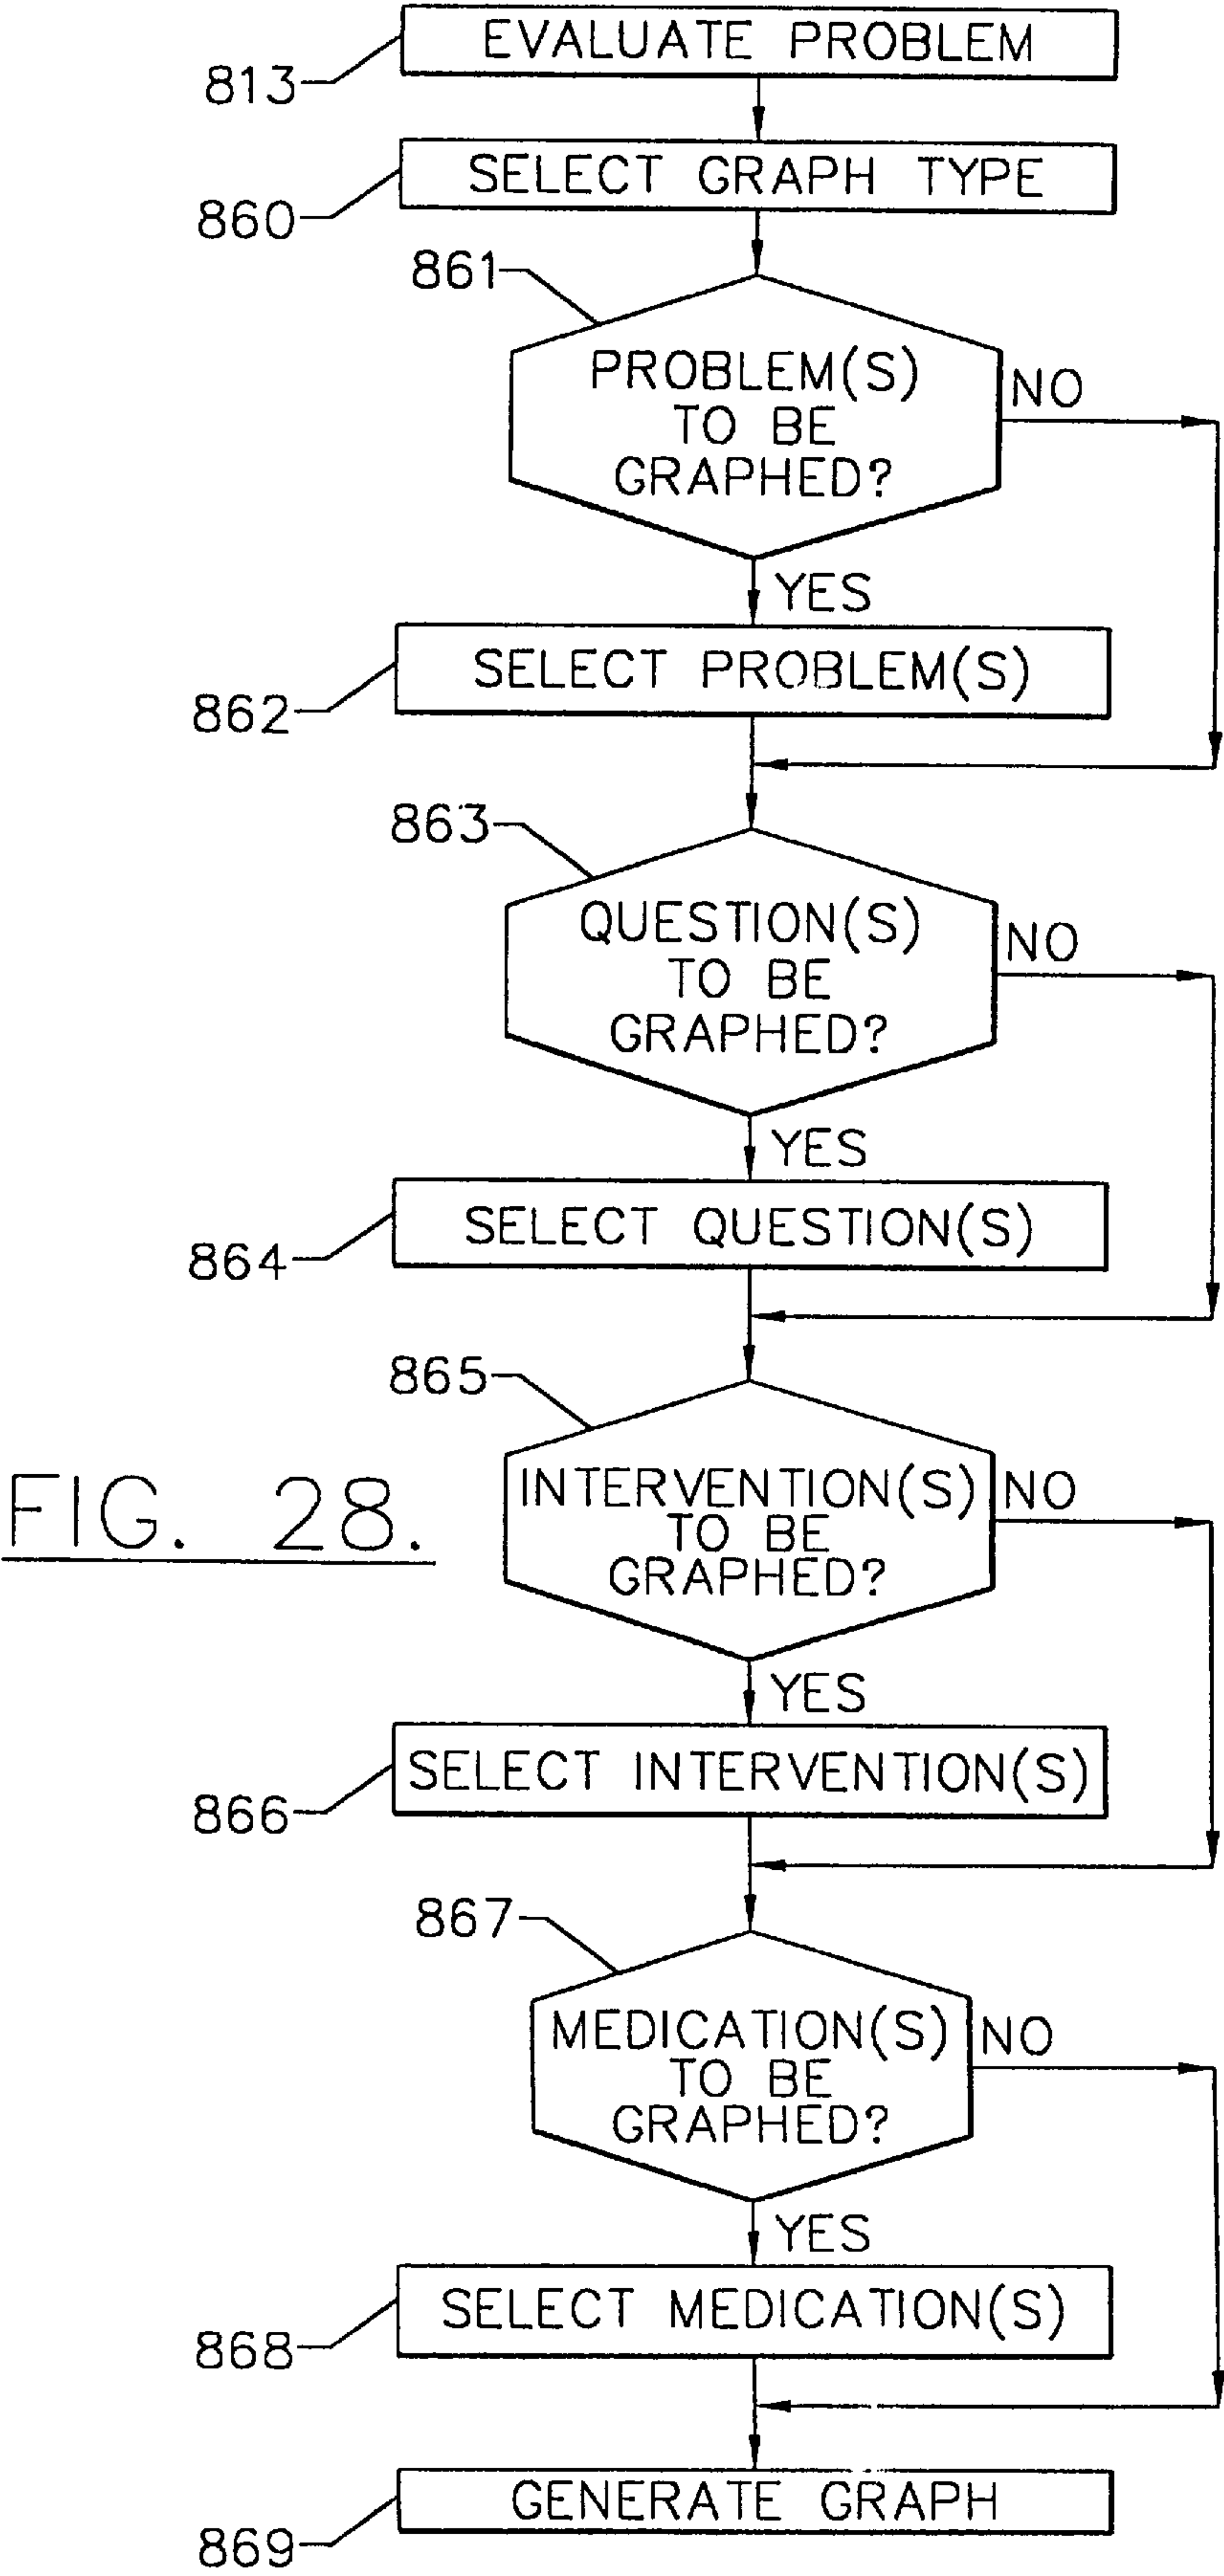 EVALUATE PROBLEM
813
SELECT GRAPH TYPE
860
861
PROBLEM(S)
TO BE
GRAPHED?
NO
YES
SELECT PROBLEM(S)
862
863
QUESTION(S)
TO BE
GRAPHED?
NO
YES
SELECT QUESTION(S)
864
865
INTERVENTION(S)
TO BE
GRAPHED?
NO
FIG. 28.
YES
SELECT INTERVENTION(S)
866
867
MEDICATION(S)
TO BE
GRAPHED?
NO
YES
SELECT MEDICATION(S)
868
GENERATE GRAPH
869